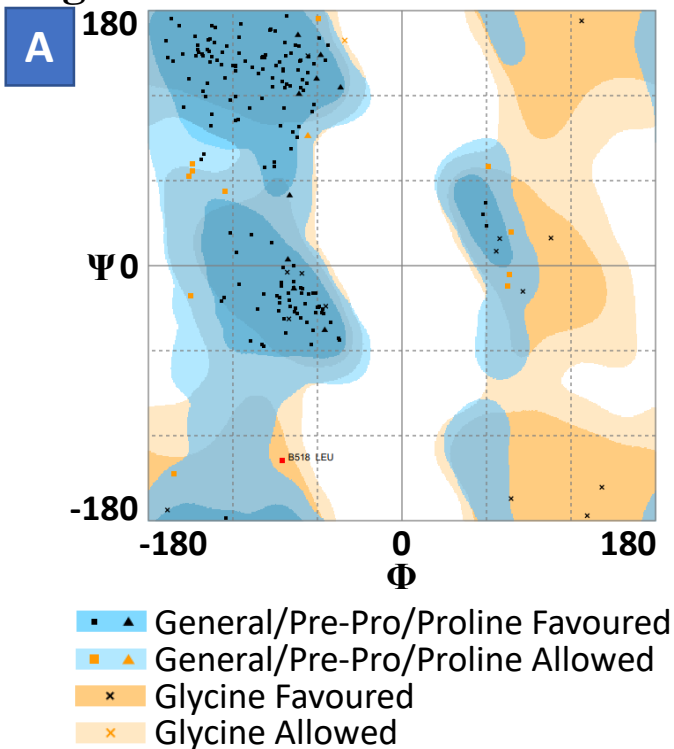 A
180
Ψ 0
B518 LEU
-180
-180 0 180
Φ
General/Pre-Pro/Proline Favoured
General/Pre-Pro/Proline Allowed
Glycine Favoured
Glycine Allowed